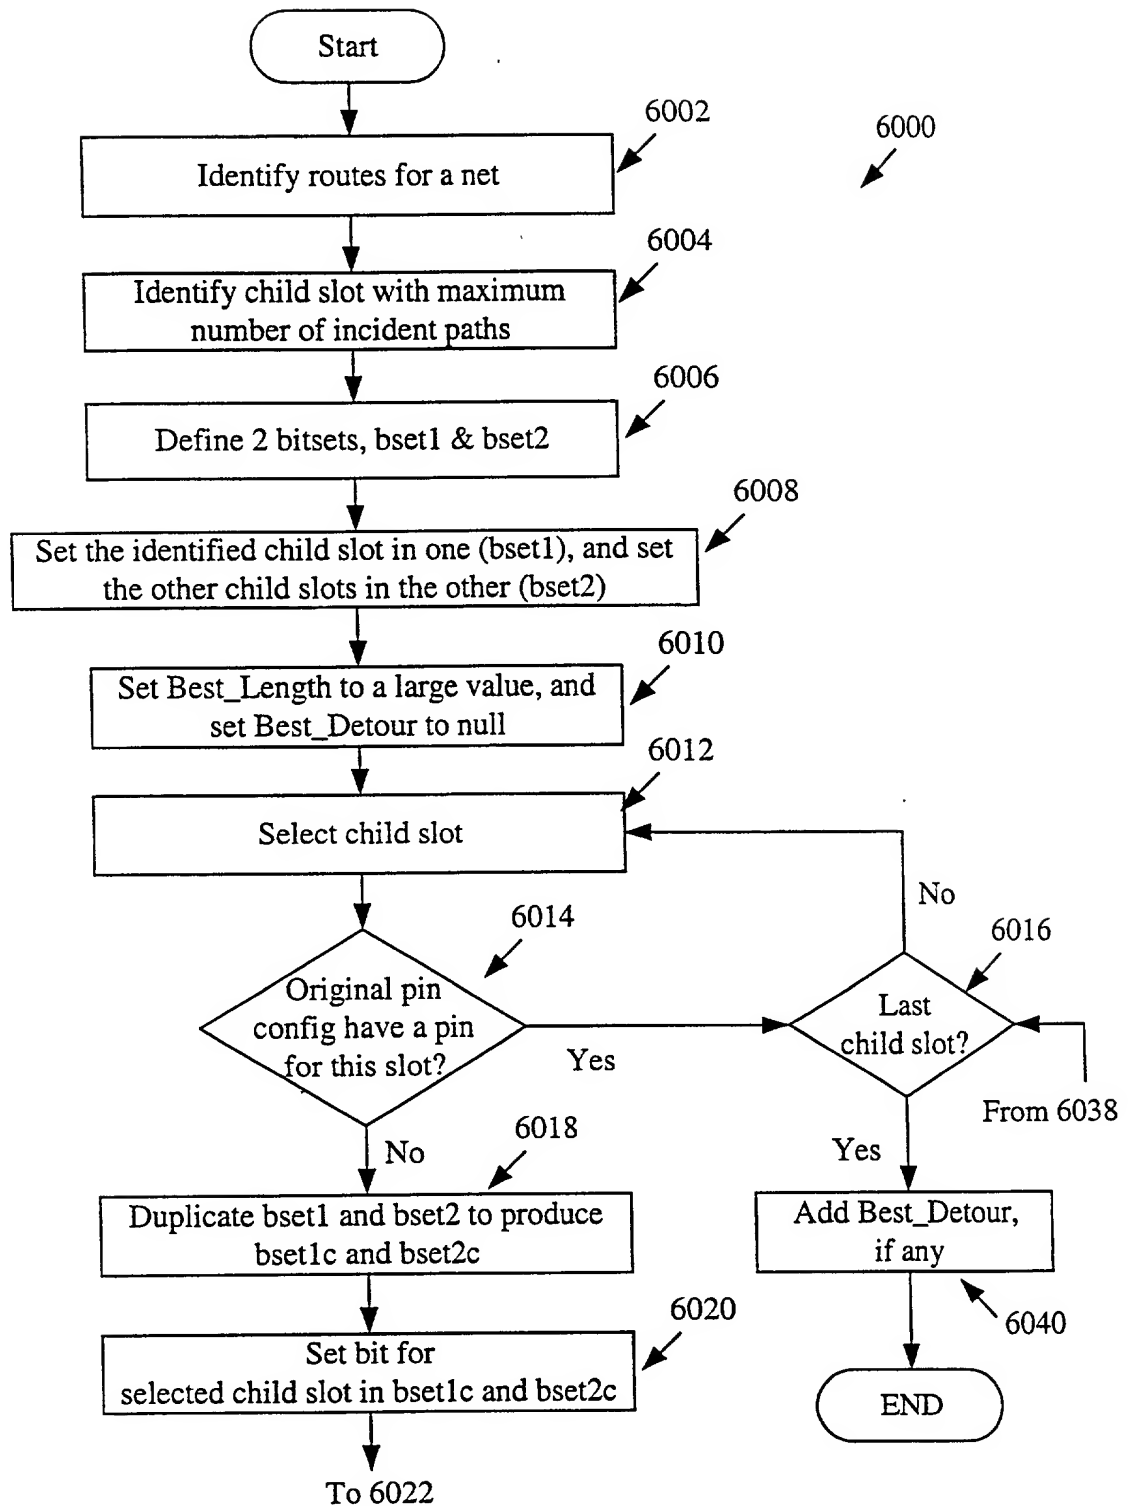 Start
6002
6000
Identify routes for a net
6004
Identify child slot with maximum
number of incident paths
6006
Define 2 bitsets, bset1 & bset2
6008
Set the identified child slot in one (bset1), and set
the other child slots in the other (bset2)
6010
Set Best_Length to a large value, and
set Best_Detour to null
6012
Select child slot
No
6014
6016
Original pin
config have a pin
for this slot?
Last
child slot?
Yes
From 6038
6018
No
Yes
Duplicate bset1 and bset2 to produce
bset1c and bset2c
Add Best_Detour,
if any
6020
6040
Set bit for
selected child slot in bset1c and bset2c
END
To 6022